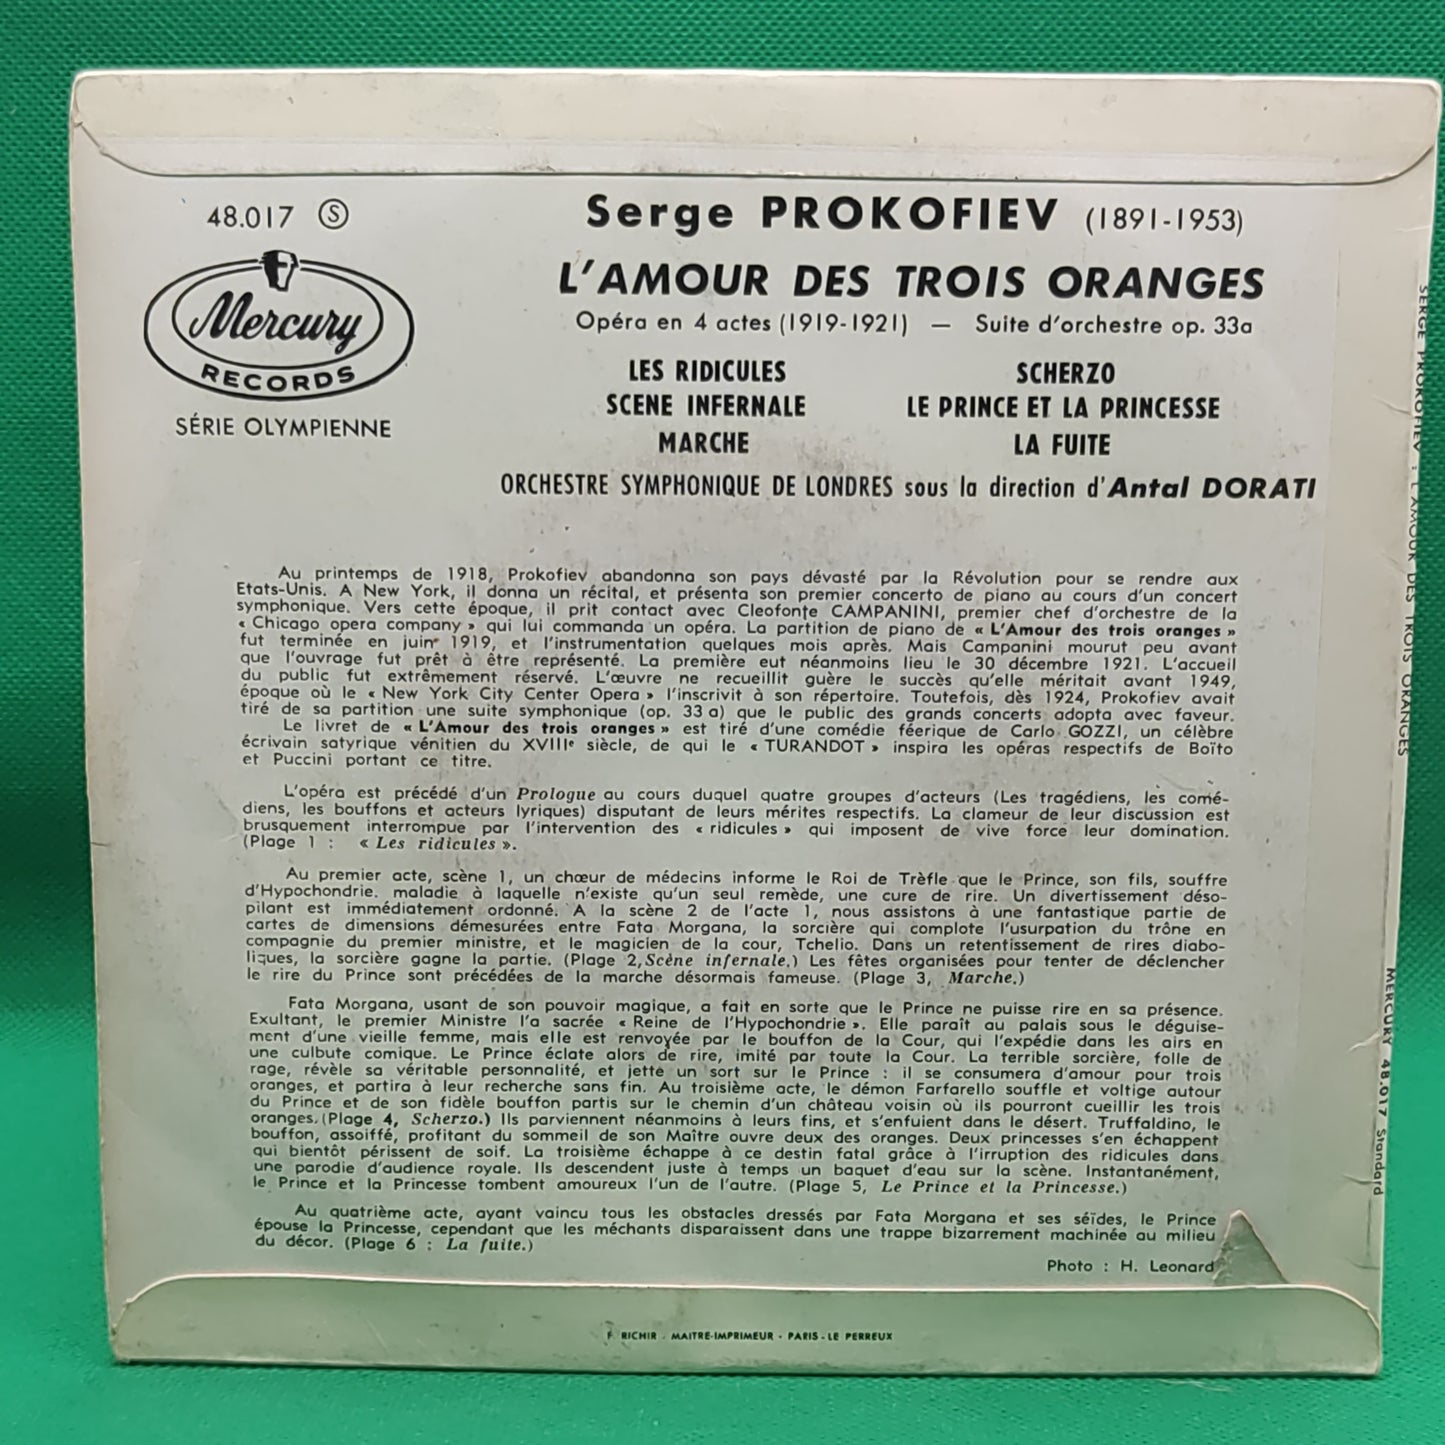 48.017 Ⓢ
Mercury
RECORDS
SÉRIE OLYMPIENNE
Serge PROKOFIEV (1891-1953)
L'AMOUR DES TROIS ORANGES
Opéra en 4 actes (1919-1921) — Suite d'orchestre op. 33a
LES RIDICULES
SCENE INFERNALE
MARCHE
SCHERZO
LE PRINCE ET LA PRINCESSE
LA FUITE
ORCHESTRE SYMPHONIQUE DE LONDRES sous la direction d'Antal DORATI
Au printemps de 1918, Prokofiev abandonna son pays dévasté par la Révolution pour se rendre aux
Etats-Unis. A New York, il donna un récital, et présenta son premier concerto de piano au cours d'un concert
symphonique. Vers cette époque, il prit contact avec Cleofonte CAMPANINI, premier chef d'orchestre de la
« Chicago opera company » qui lui commanda un opéra. La partition de piano de « L'Amour des trois oranges »
fut terminée en juin 1919, et l'instrumentation quelques mois après. Mais Campanini mourut peu avant
que l'ouvrage fut prêt à être représenté. La première eut néanmoins lieu le 30 décembre 1921. L'accueil
du public fut extrêmement réservé. L'œuvre ne recueillit guère le succès qu'elle méritait avant 1949,
époque où le « New York City Center Opera » l'inscrivit à son répertoire. Toutefois, dès 1924, Prokofiev avait
tiré de sa partition une suite symphonique (op. 33 a) que le public des grands concerts adopta avec faveur.
Le livret de « L'Amour des trois oranges » est tiré d'une comédie féerique de Carlo GOZZI, un célèbre
écrivain satyrique vénitien du XVIIIe siècle, de qui le « TURANDOT » inspira les opéras respectifs de Boïto
et Puccini portant ce titre.
L'opéra est précédé d'un Prologue au cours duquel quatre groupes d'acteurs (Les tragédiens, les comé-
diens, les bouffons et acteurs lyriques) disputant de leurs mérites respectifs. La clameur de leur discussion est
brusquement interrompue par l'intervention des « ridicules » qui imposent de vive force leur domination.
(Plage 1 : « Les ridicules ».
Au premier acte, scène 1, un chœur de médecins informe le Roi de Trèfle que le Prince, son fils, souffre
d'Hypochondrie. maladie à laquelle n'existe qu'un seul remède, une cure de rire. Un divertissement déso-
pilant est immédiatement ordonné. A la scène 2 de l'acte 1, nous assistons à une fantastique partie de
cartes de dimensions démesurées entre Fata Morgana, la sorcière qui complote l'usurpation du trône en
compagnie du premier ministre, et le magicien de la cour, Tchelio. Dans un retentissement de rires diabo-
liques, la sorcière gagne la partie. (Plage 2, Scène infernale.) Les fêtes organisées pour tenter de déclencher
le rire du Prince sont précédées de la marche désormais fameuse. (Plage 3, Marche.)
Fata Morgana, usant de son pouvoir magique, a fait en sorte que le Prince ne puisse rire en sa présence.
Exultant, le premier Ministre l'a sacrée « Reine de l'Hypochondrie ». Elle paraît au palais sous le déguise-
ment d'une vieille femme, mais elle est renvoyée par le bouffon de la Cour, qui l'expédie dans les airs en
une culbute comique. Le Prince éclate alors de rire, imité par toute la Cour. La terrible sorcière, folle de
rage, révèle sa véritable personnalité, et jette un sort sur le Prince : il se consumera d'amour pour trois
oranges, et partira à leur recherche sans fin. Au troisième acte, le démon Farfarello souffle et voltige autour
du Prince et de son fidèle bouffon partis sur le chemin d'un château voisin où ils pourront cueillir les trois
oranges. (Plage 4, Scherzo.) Ils parviennent néanmoins à leurs fins, et s'enfuient dans le désert. Truffaldino, le
bouffon, assoiffé, profitant du sommeil de son Maître ouvre deux des oranges. Deux princesses s'en échappent
qui bientôt périssent de soif. La troisième échappe à ce destin fatal grâce à l'irruption des ridicules dans
une parodie d'audience royale. Ils descendent juste à temps un baquet d'eau sur la scène. Instantanément,
le Prince et la Princesse tombent amoureux l'un de l'autre. (Plage 5, Le Prince et la Princesse.)
Au quatrième acte, ayant vaincu tous les obstacles dressés par Fata Morgana et ses séïdes, le Prince
épouse la Princesse, cependant que les méchants disparaissent dans une trappe bizarrement machinée au milieu
du décor. (Plage 6 : La fuite.)
Photo : H. Leonard
F. RICHIR . MAITRE-IMPRIMEUR - PARIS - LE PERREUX
SERGE PROKOFIEV : L'AMOUR DES TROIS ORANGES
MERCURY 48.017 Standard